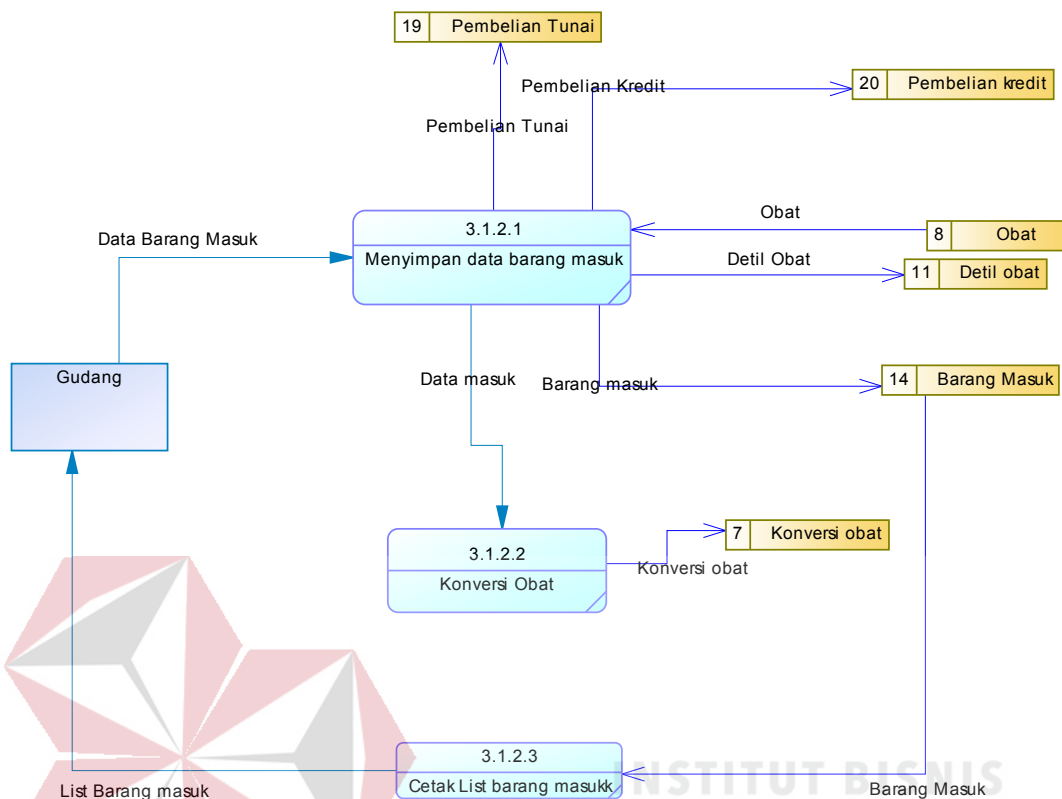 19 Pembelian Tunai
Pembelian Kredit
20 Pembelian kredit
Pembelian Tunai
3.1.2.1
Menyimpan data barang masuk
Obat
8 Obat
Data Barang Masuk
Detil Obat
11 Detil obat
Gudang
Data masuk
Barang masuk
14 Barang Masuk
3.1.2.2
Konversi Obat
7 Konversi obat
Konversi obat
3.1.2.3
Cetak List barang masukk
List Barang masuk
INSTITUT BISNIS
Barang Masuk